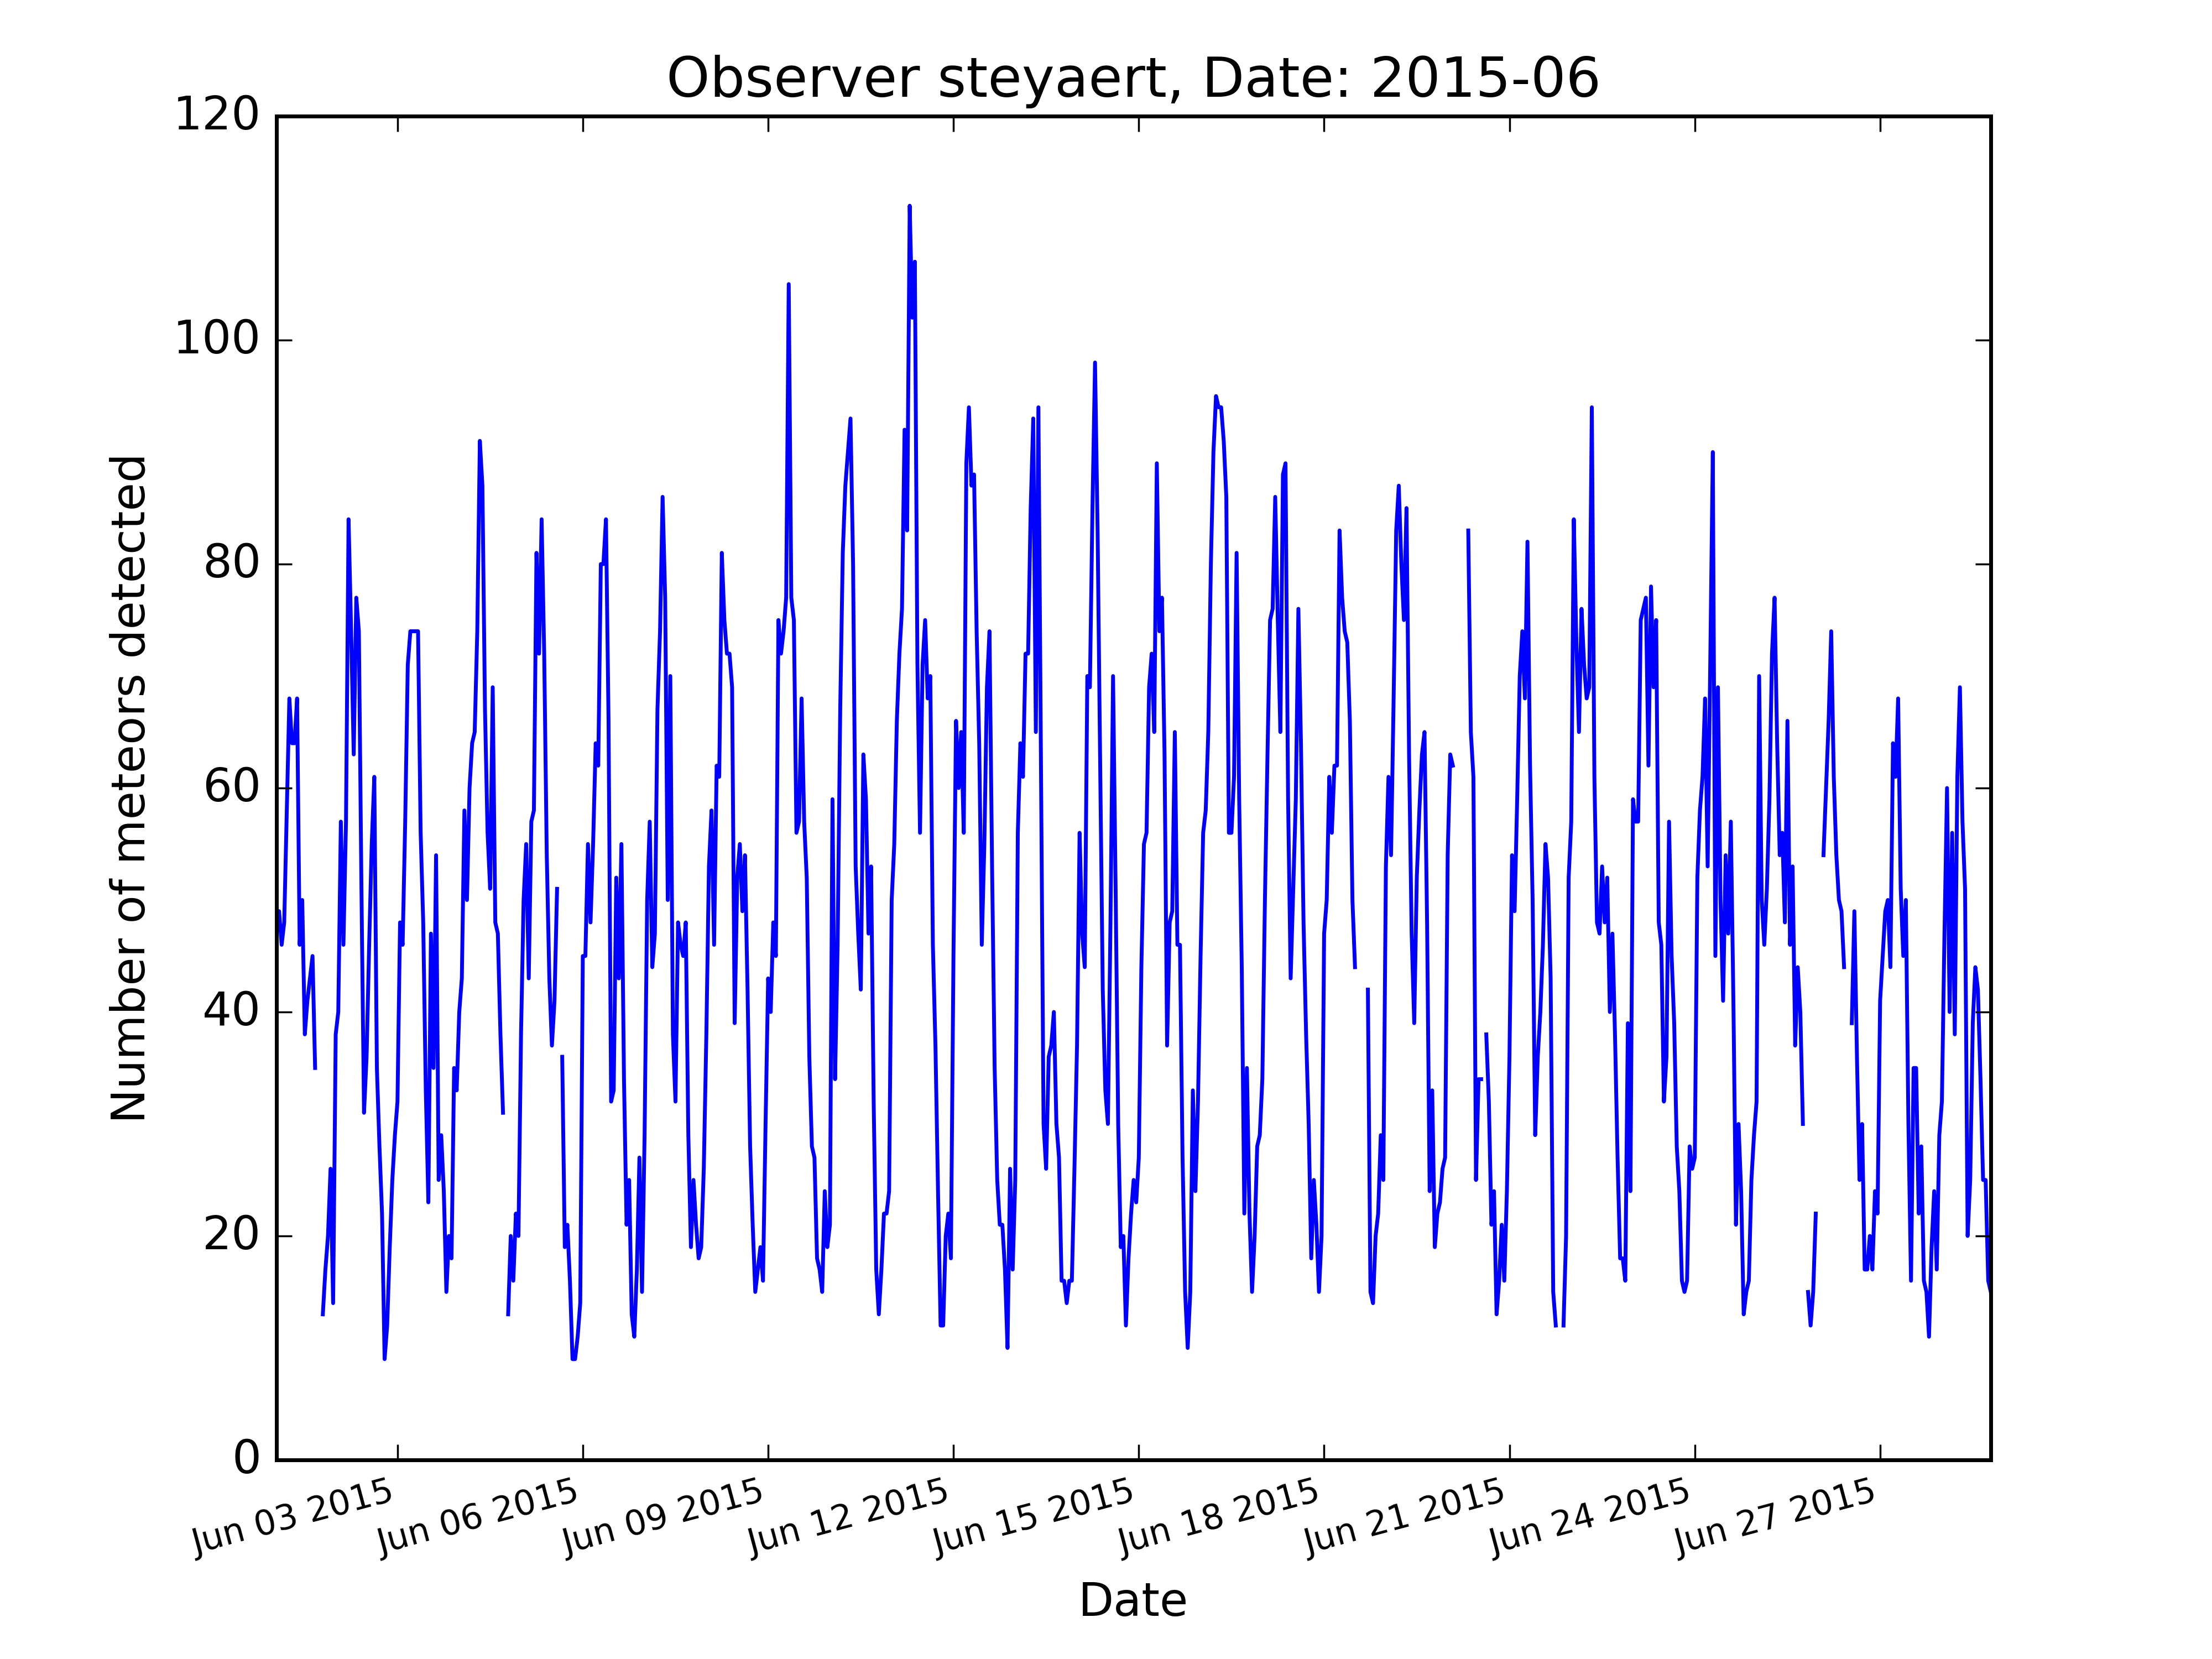 Observer steyaert, Date: 2015-06
120
100
80
60
40
20
0
Number of meteors detected
Jun 03 2015
Jun 06 2015
Jun 09 2015
Jun 12 2015
Jun 15 2015
Jun 18 2015
Jun 21 2015
Jun 24 2015
Jun 27 2015
Date